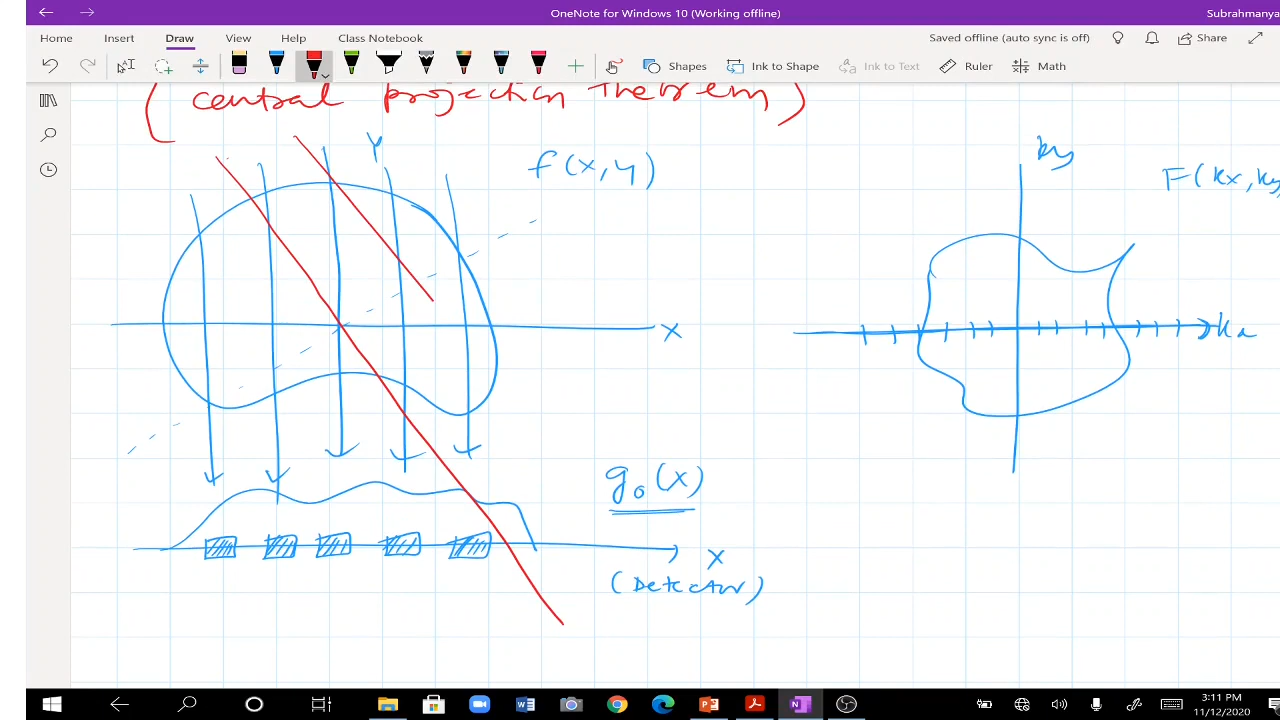 OneNote for Windows 10 (Working offline)
Subrahmanya
Home Insert Draw View Help Class Notebook
Saved offline (auto sync is off) Share
Shapes Ink to Shape Ink to Text Ruler Math
(central projection theorem)
Y
f(x,y)
ky
F(kx, ky
x
kx
g₀(x)
x
(Detector)
3:11 PM
11/12/2020